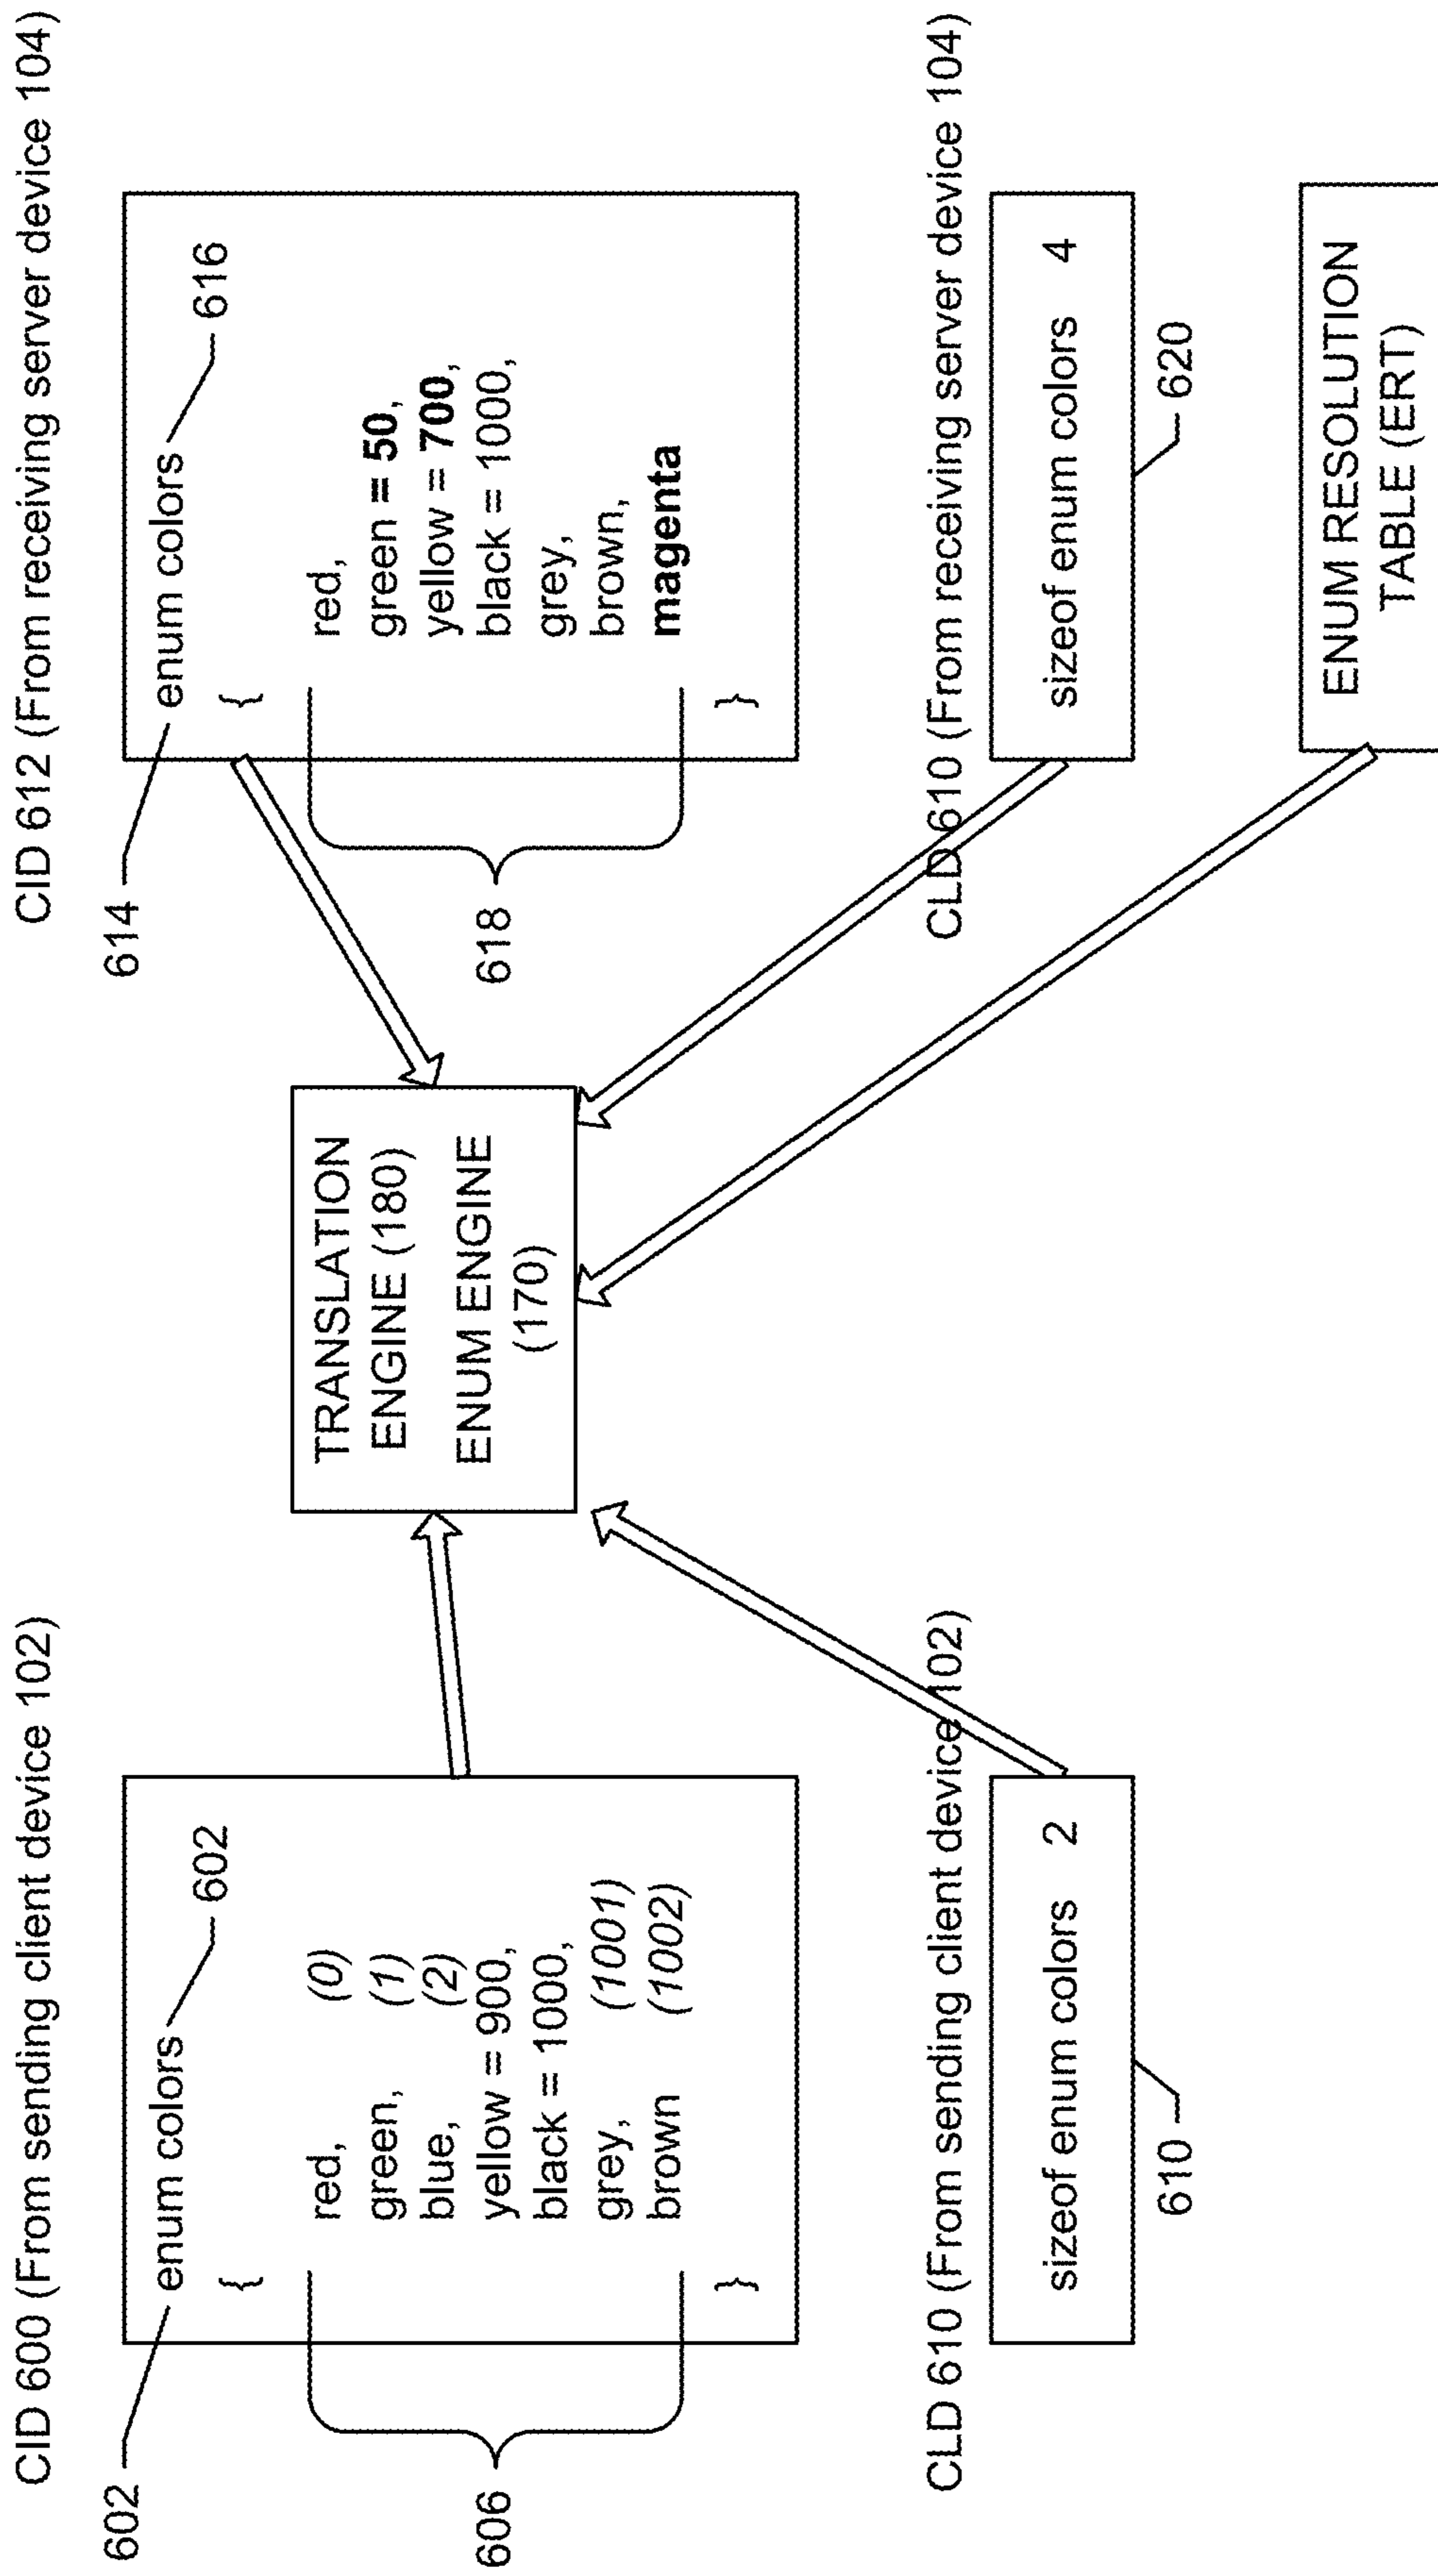 CID 600 (From sending client device 102)
602
enum colors
602
{
red, (0)
green, (1)
blue, (2)
yellow = 900,
black = 1000,
grey, (1001)
brown (1002)
}
606
CLD 610 (From sending client device 102)
sizeof enum colors 2
610
TRANSLATION
ENGINE (180)
ENUM ENGINE
(170)
CID 612 (From receiving server device 104)
614
enum colors
616
{
red,
green = 50,
yellow = 700,
black = 1000,
grey,
brown,
magenta
}
618
CLD 610 (From receiving server device 104)
sizeof enum colors 4
620
ENUM RESOLUTION
TABLE (ERT)